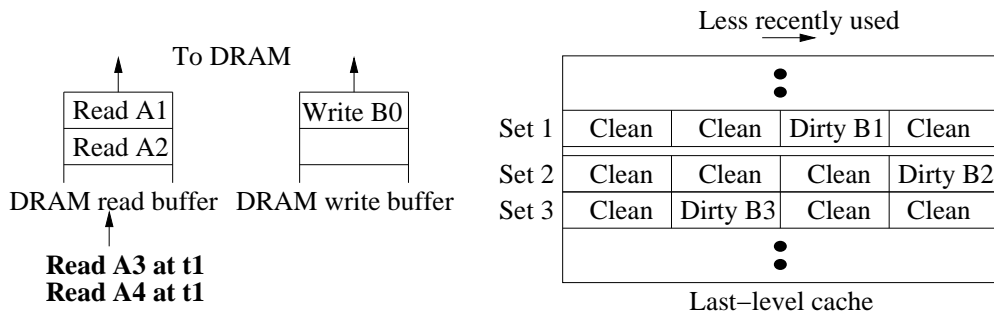 To DRAM
Read A1
Read A2
Write B0
DRAM read buffer
DRAM write buffer
Read A3 at t1
Read A4 at t1
Less recently used
Set 1 Clean Clean Dirty B1 Clean
Set 2 Clean Clean Clean Dirty B2
Set 3 Clean Dirty B3 Clean Clean
Last−level cache